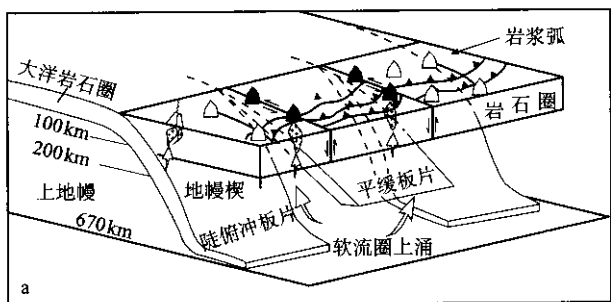 岩浆弧
大洋岩石圈
岩石圈
100km
200km
上地幔
地幔楔
平缓板片
670km
陡俯冲板片
软流圈上涌
a